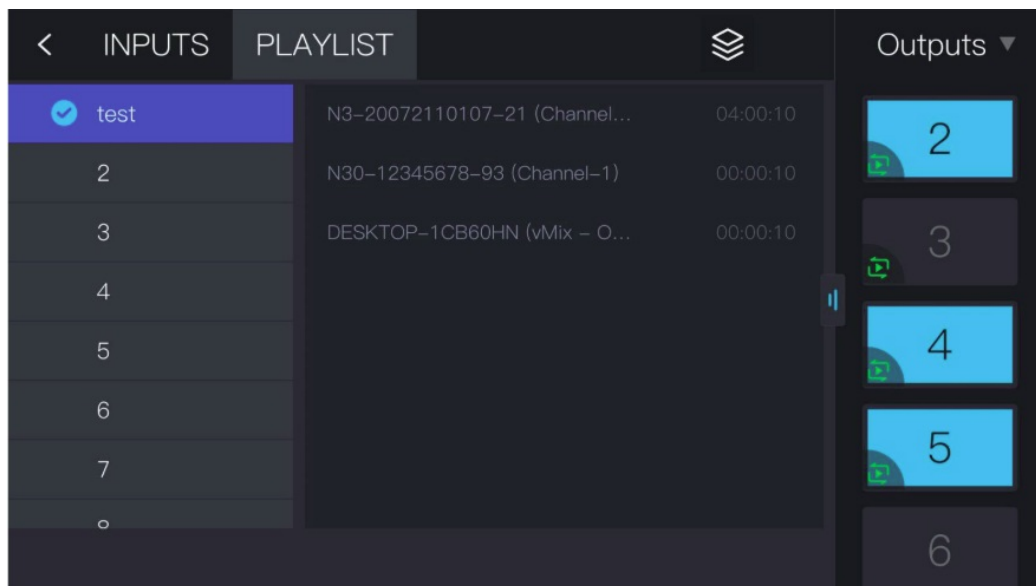 INPUTS PLAYLIST Outputs
test
2
3
4
5
6
7
8
N3-20072110107-21 (Channel... 04:00:10
N30-12345678-93 (Channel-1) 00:00:10
DESKTOP-1CB60HN (vMix - O... 00:00:10
2
3
4
5
6